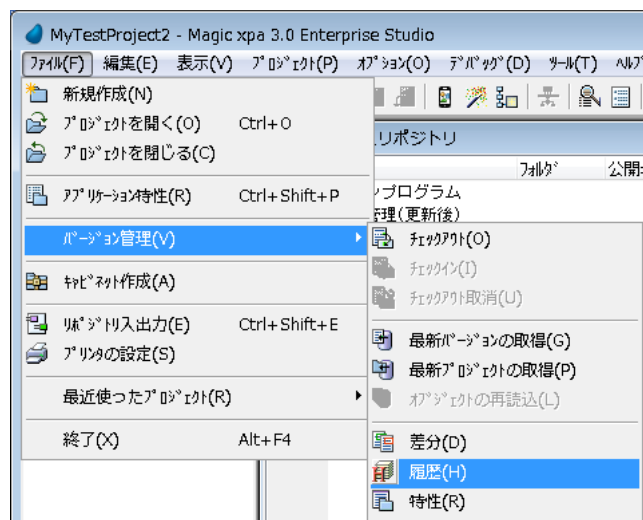 MyTestProject2 - Magic xpa 3.0 Enterprise Studio
ﾌｧｲﾙ(F) 編集(E) 表示(V) ﾌﾟﾛｼﾞｪｸﾄ(P) ｵﾌﾟｼｮﾝ(O) ﾃﾞﾊﾞｯｸﾞ(D) ﾂｰﾙ(T) ﾍﾙﾌﾟ
新規作成(N)
ﾌﾟﾛｼﾞｪｸﾄを開く(O) Ctrl+O
ﾌﾟﾛｼﾞｪｸﾄを閉じる(C)
ｱﾌﾟﾘｹｰｼｮﾝ特性(R) Ctrl+Shift+P
ﾊﾞｰｼﾞｮﾝ管理(V)
ｷｬﾋﾞﾈｯﾄ作成(A)
ﾘﾎﾟｼﾞﾄﾘ入出力(E) Ctrl+Shift+E
ﾌﾟﾘﾝﾀの設定(S)
最近使ったﾌﾟﾛｼﾞｪｸﾄ(R)
終了(X) Alt+F4
リポジトリ
ﾌｫﾙﾀﾞ 公開
ンプログラム
管理(更新後)
ﾁｪｯｸｱｳﾄ(O)
ﾁｪｯｸｲﾝ(I)
ﾁｪｯｸｱｳﾄ取消(U)
最新ﾊﾞｰｼﾞｮﾝの取得(G)
最新ﾌﾟﾛｼﾞｪｸﾄの取得(P)
ｵﾌﾞｼﾞｪｸﾄの再読込(L)
差分(D)
履歴(H)
特性(R)